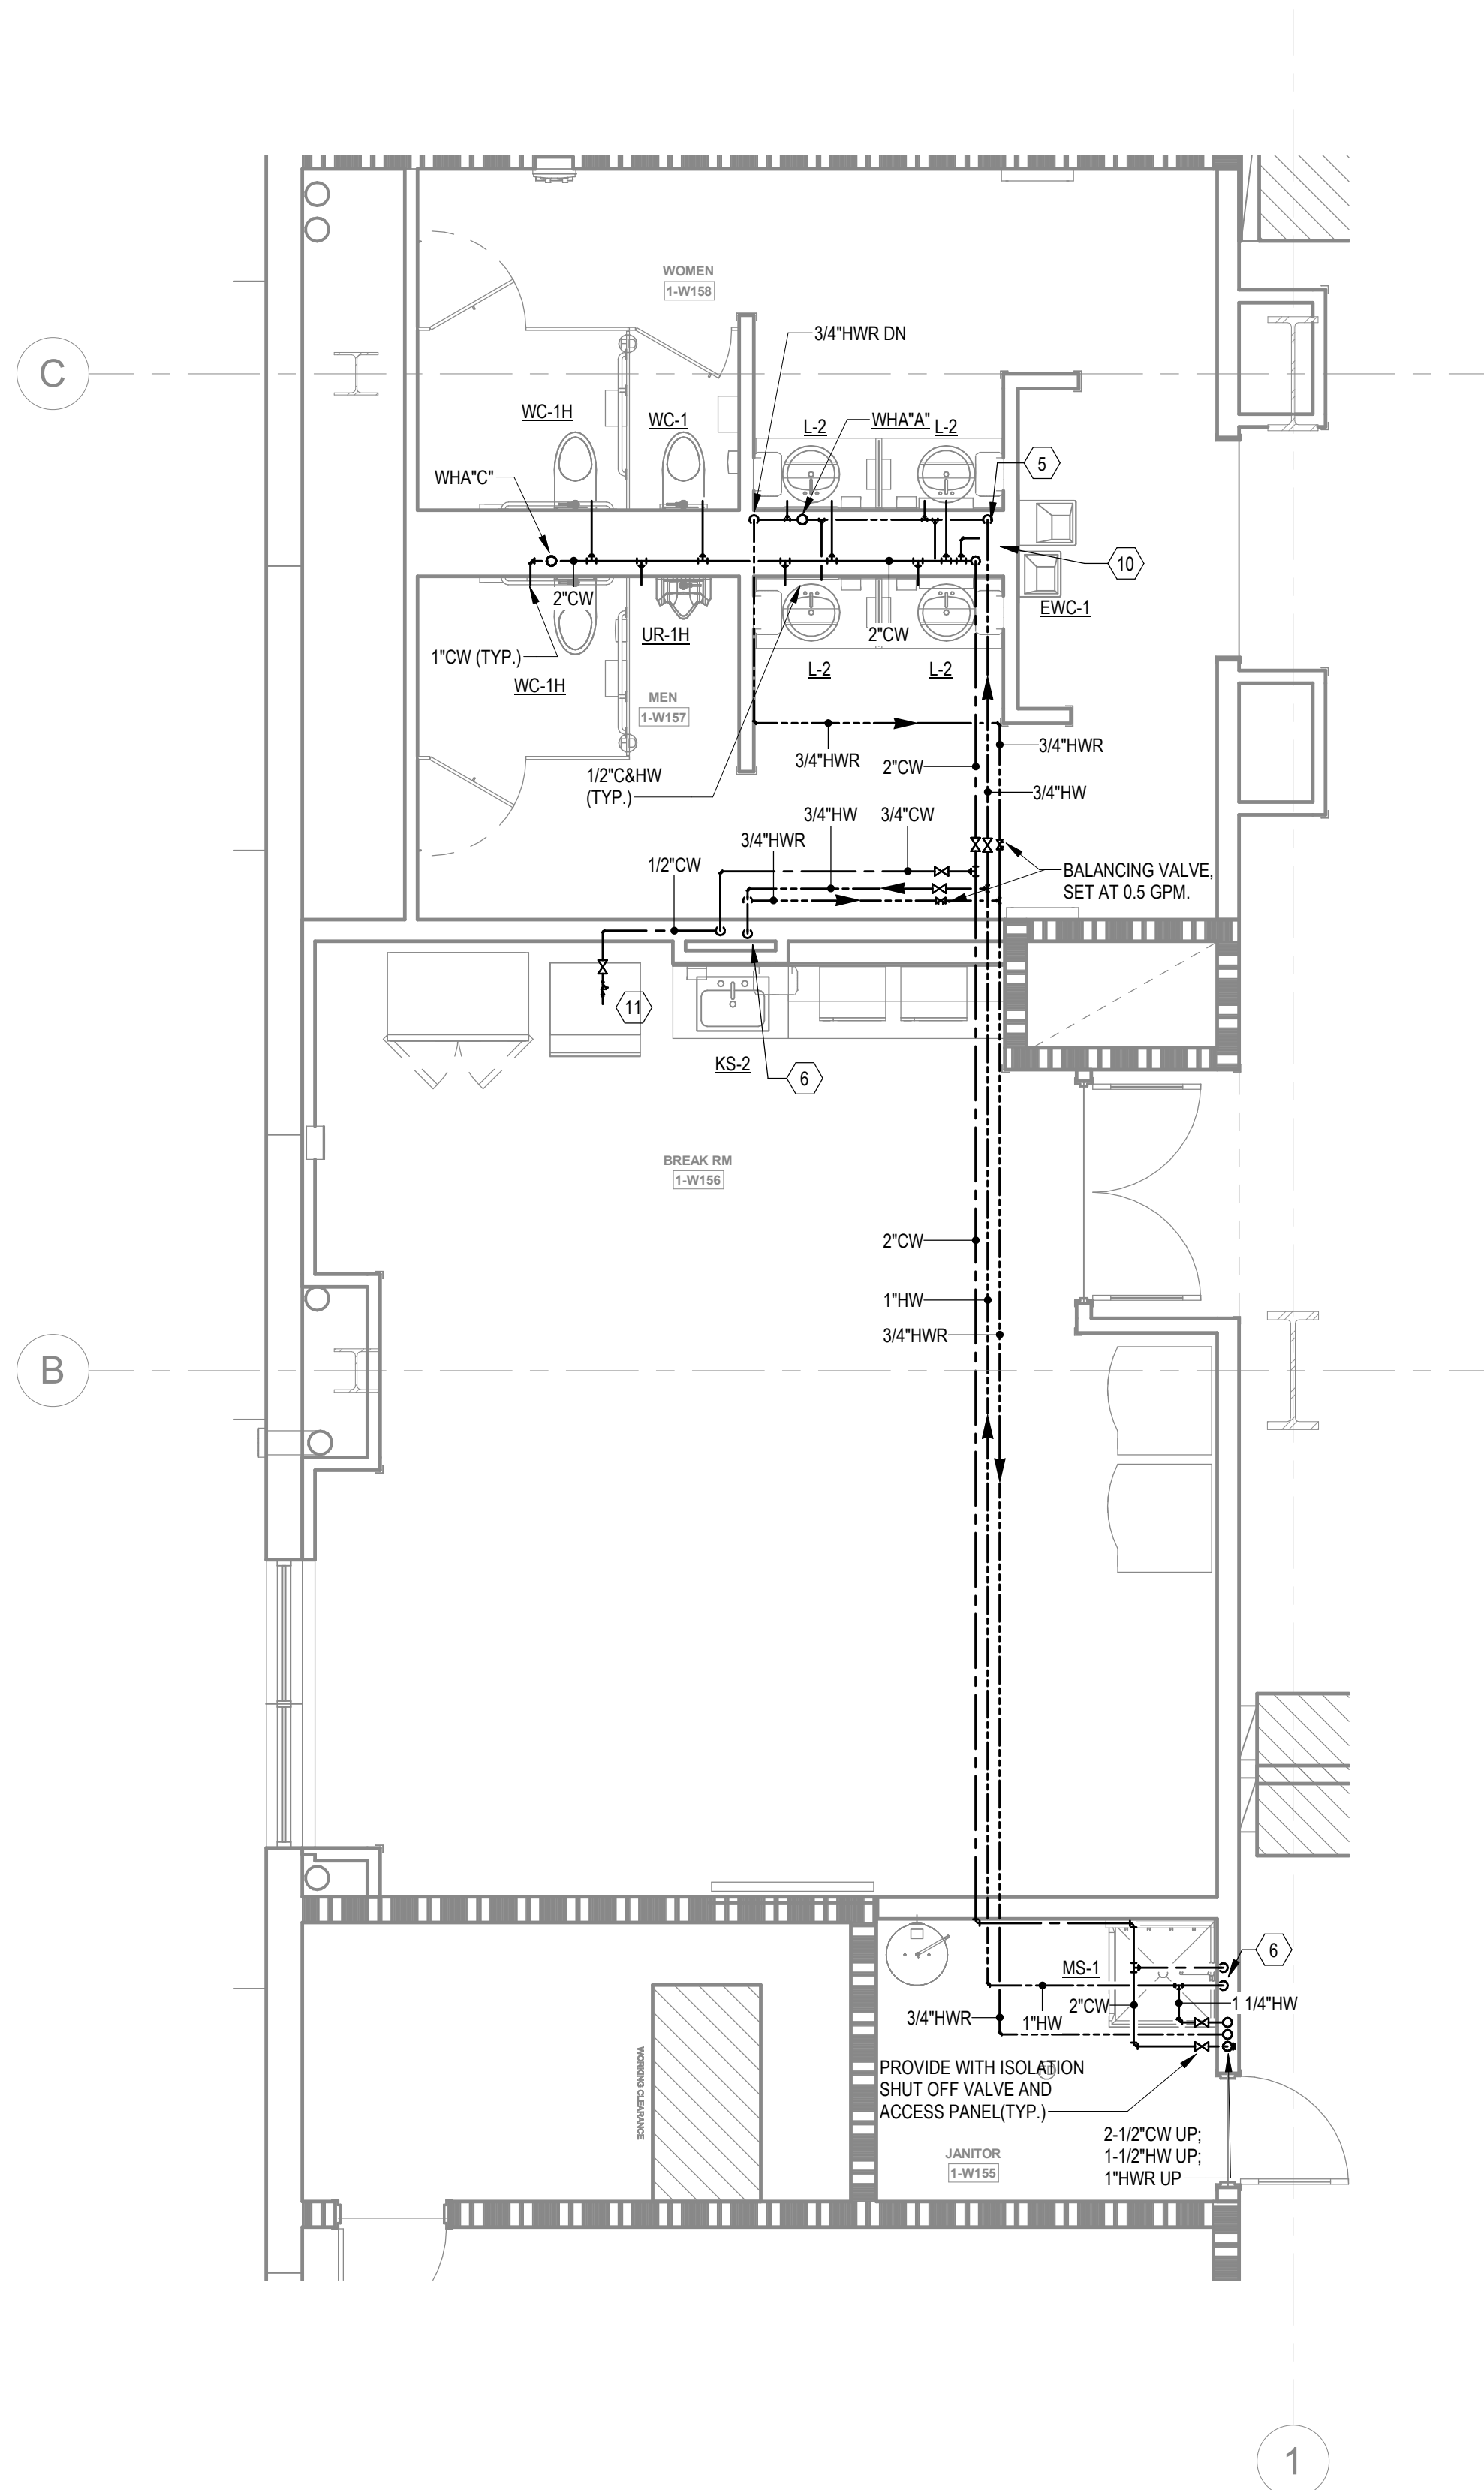 WOMEN
1-W158
3/4"HWR DN
C
WC-1H
WC-1
L-2
WHA"A"
L-2
WHA"C"
5
10
2"CW
EWC-1
UR-1H
2"CW
1"CW (TYP.)
WC-1H
L-2
L-2
MEN
1-W157
3/4"HWR
3/4"HWR
2"CW
1/2"C&HW
(TYP.)
3/4"HW
3/4"HW
3/4"CW
3/4"HWR
1/2"CW
BALANCING VALVE,
SET AT 0.5 GPM.
11
KS-2
6
BREAK RM
1-W156
2"CW
1"HW
3/4"HWR
B
6
MS-1
1 1/4"HW
2"CW
3/4"HWR
1"HW
WORKING CLEARANCE
PROVIDE WITH ISOLATION
SHUT OFF VALVE AND
ACCESS PANEL(TYP.)
2-1/2"CW UP;
1-1/2"HW UP;
1"HWR UP
JANITOR
1-W155
1